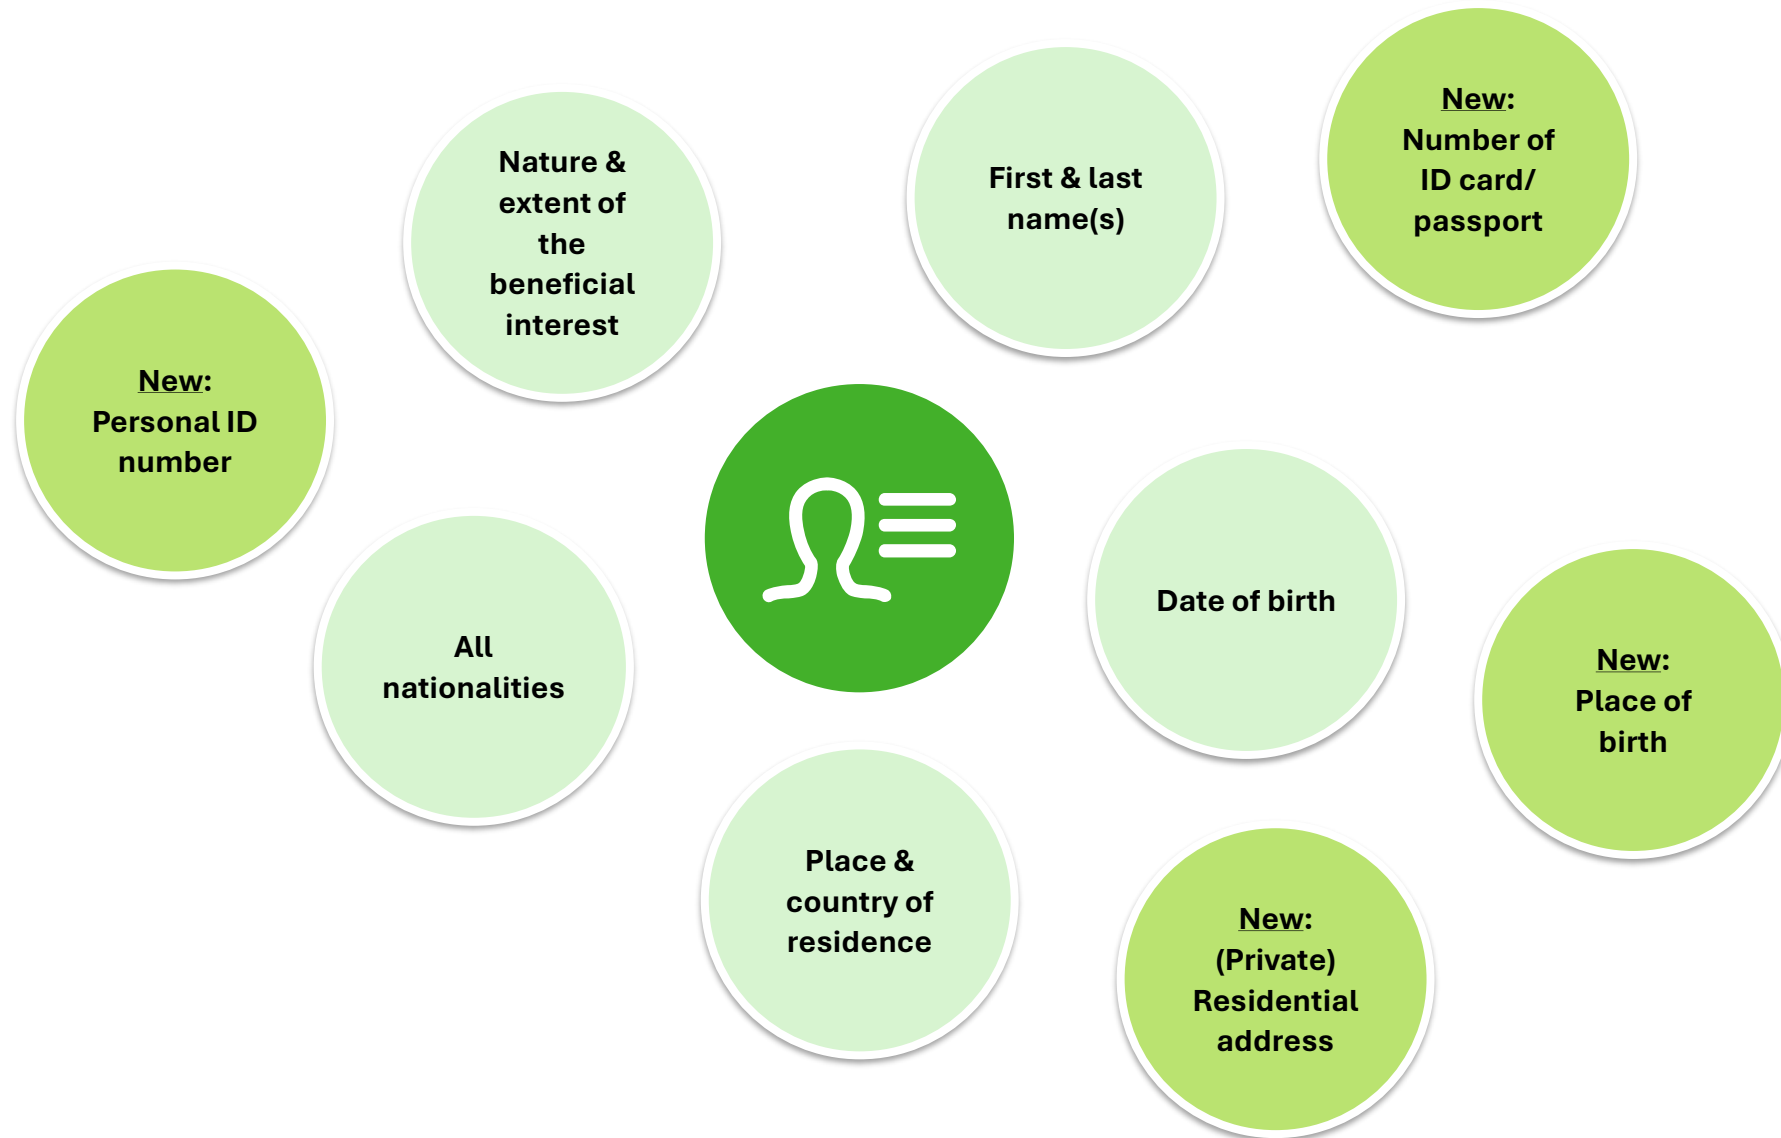 New:
Number of
ID card/
passport
Nature &
extent of
the
beneficial
interest
First & last
name(s)
New:
Personal ID
number
All
nationalities
Date of birth
New:
Place of
birth
Place &
country of
residence
New:
(Private)
Residential
address